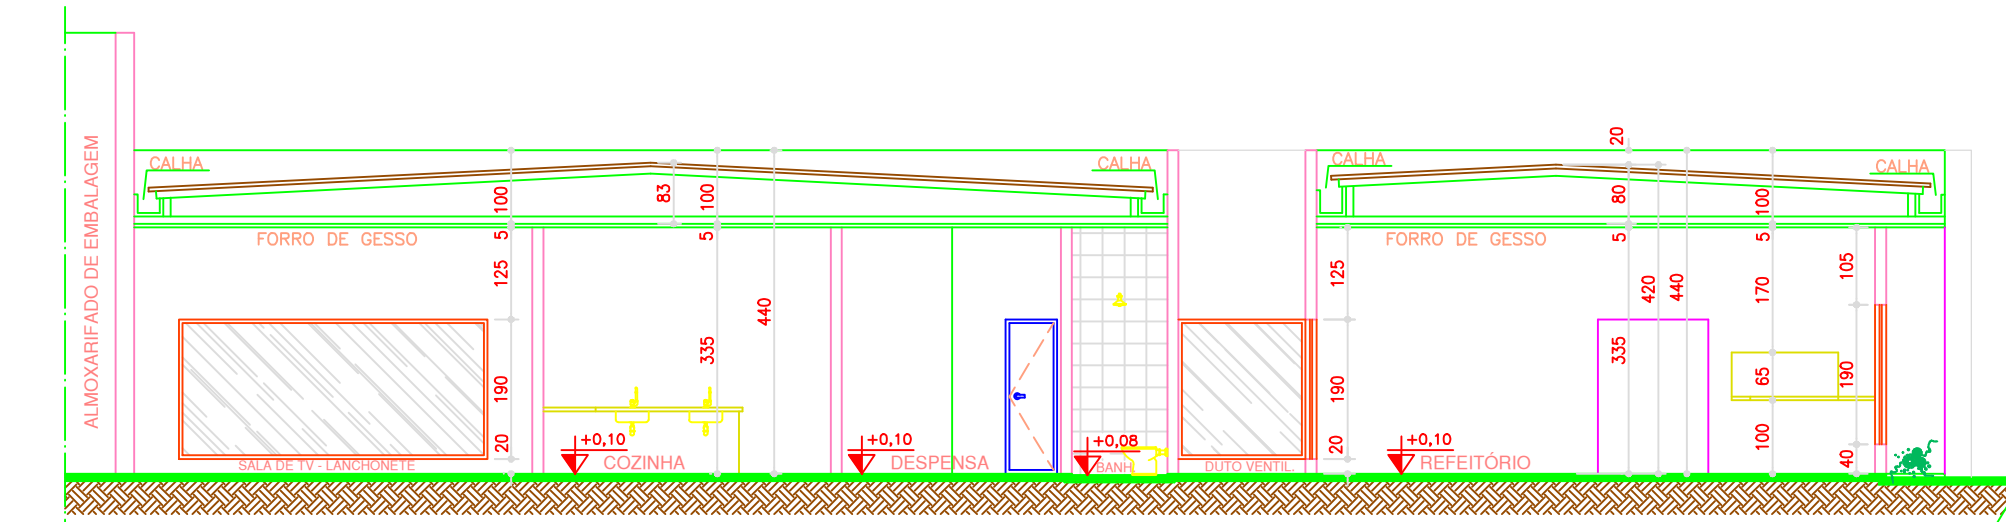 ALMOXARIFADO DE EMBALAGEM
CALHA
CALHA
CALHA
CALHA
FORRO DE GESSO
FORRO DE GESSO
100
5
125
190
20
83
100
5
335
440
125
190
20
20
80
5
335
420
440
100
5
170
65
100
105
190
40
+0,10
+0,10
+0,08
+0,10
SALA DE TV - LANCHONETE
COZINHA
DESPENSA
BANH.
DUTO VENTIL.
REFEITÓRIO